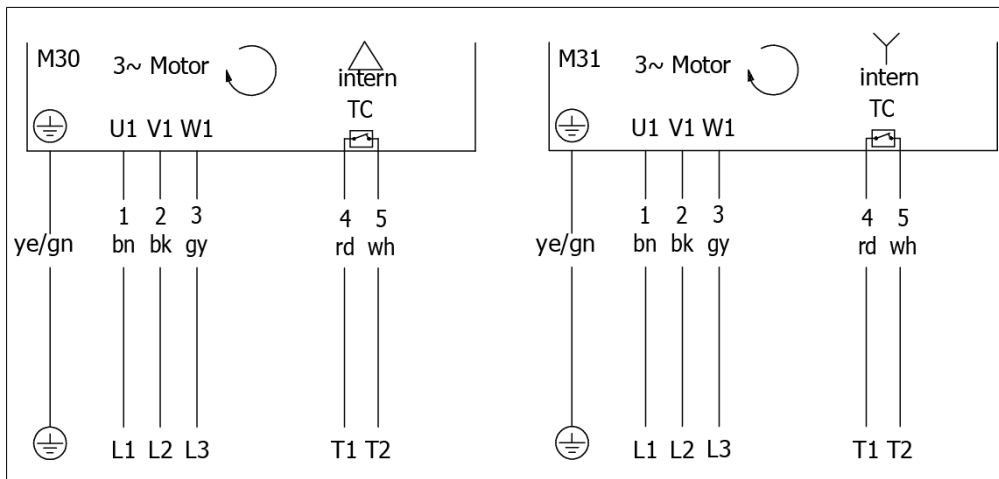 M30
3~ Motor
intern
TC
U1 V1 W1
1 2 3 4 5
ye/gn bn bk gy rd wh
L1 L2 L3 T1 T2
M31
3~ Motor
intern
TC
U1 V1 W1
1 2 3 4 5
ye/gn bn bk gy rd wh
L1 L2 L3 T1 T2